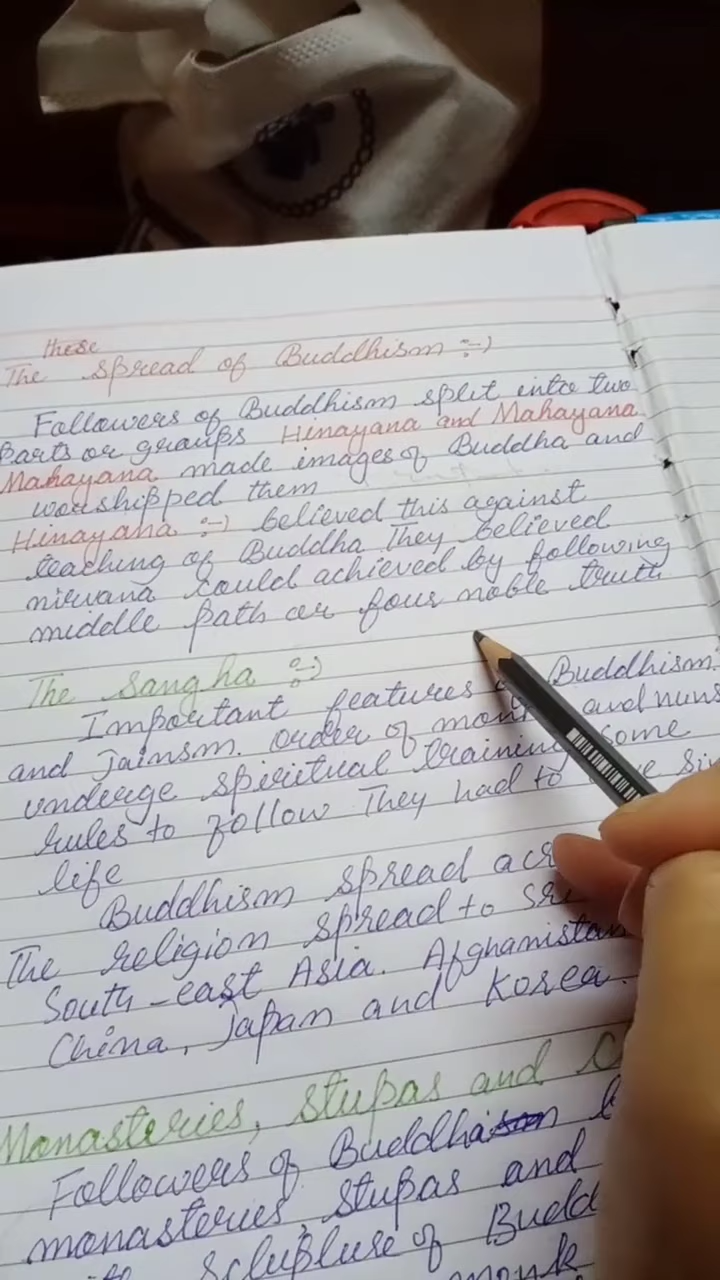 these
The spread of Buddhism :-)
Followers of Buddhism split into two
Parts or groups Hinayana and Mahayana
Mahayana made images of Buddha and
worshipped them
Hinayana :-) believed this against
teaching of Buddha They believed
nirvana could achieved by following
middle path or four noble truth
The Sangha :-)
Important features Buddhism
and Jainsm. order of and nuns
underge spiritual training some
rules to follow They had to
life
Buddhism spread
The religion spread to
South-east Asia. Afghanistan
China, Japan and Korea.
Monasteries, Stupas and
Followers of Buddha
monasteries, stupas and
of